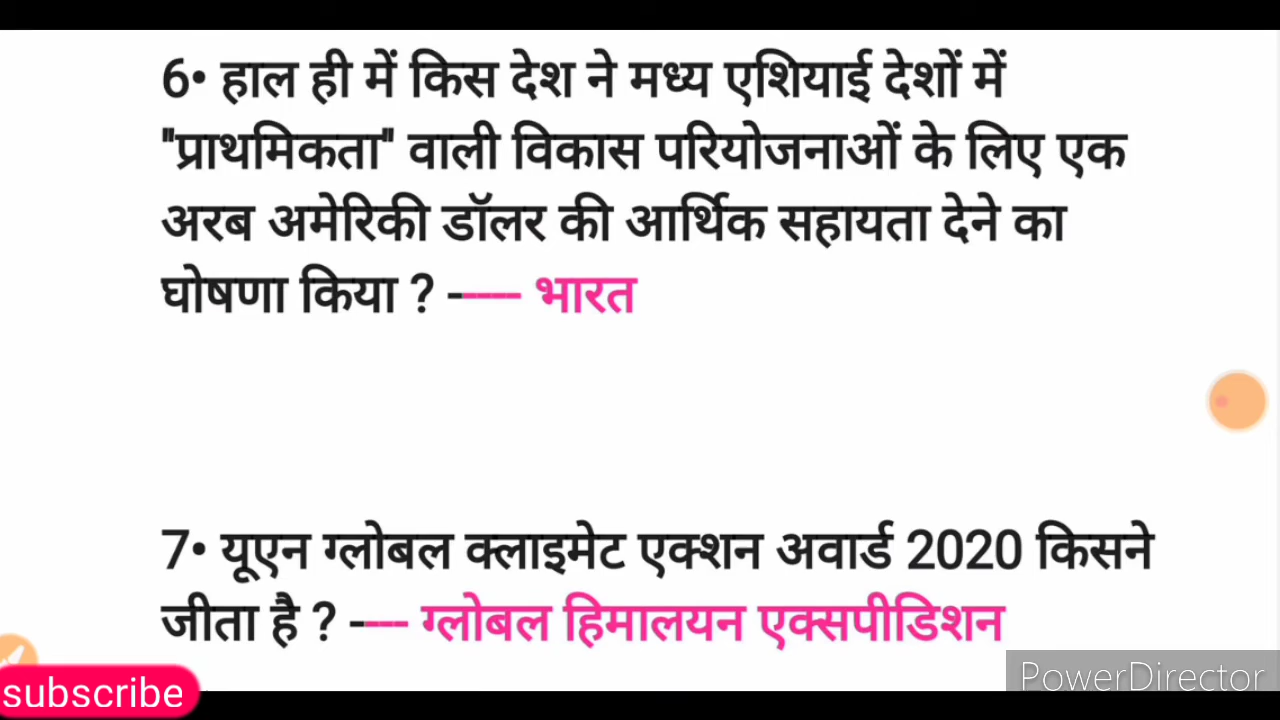 6• हाल ही में किस देश ने मध्य एशियाई देशों में
"प्राथमिकता" वाली विकास परियोजनाओं के लिए एक
अरब अमेरिकी डॉलर की आर्थिक सहायता देने का
घोषणा किया ? ----- भारत
7• यूएन ग्लोबल क्लाइमेट एक्शन अवार्ड 2020 किसने
जीता है ? ---- ग्लोबल हिमालयन एक्सपीडिशन
subscribe
PowerDirector